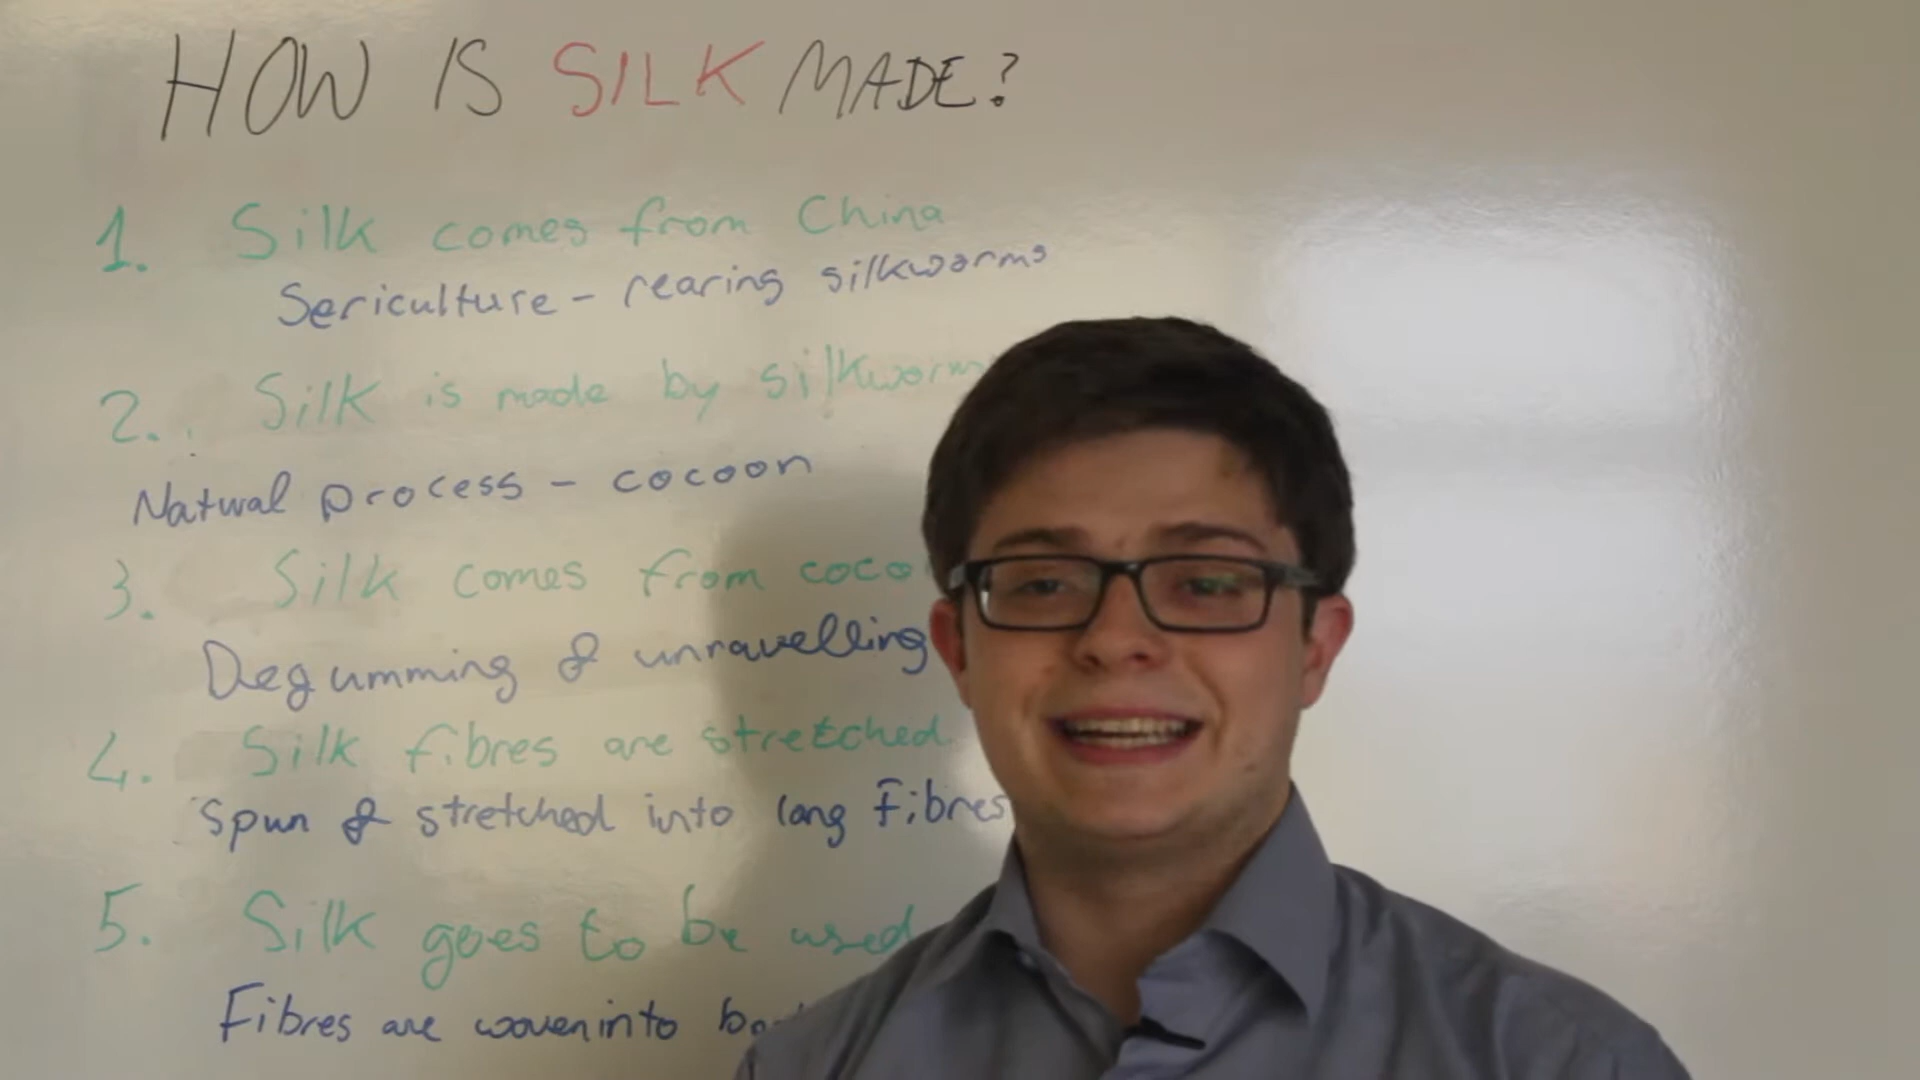 HOW IS SILK MADE?
1. Silk comes from China
Sericulture - rearing silkworms
2. Silk is made by silkworm
Natural process - cocoon
3. Silk comes from
Degumming & unravelling
4. Silk fibres are stretched
Spun & stretched into long fibres
5. Silk goes to be used
Fibres are woven into